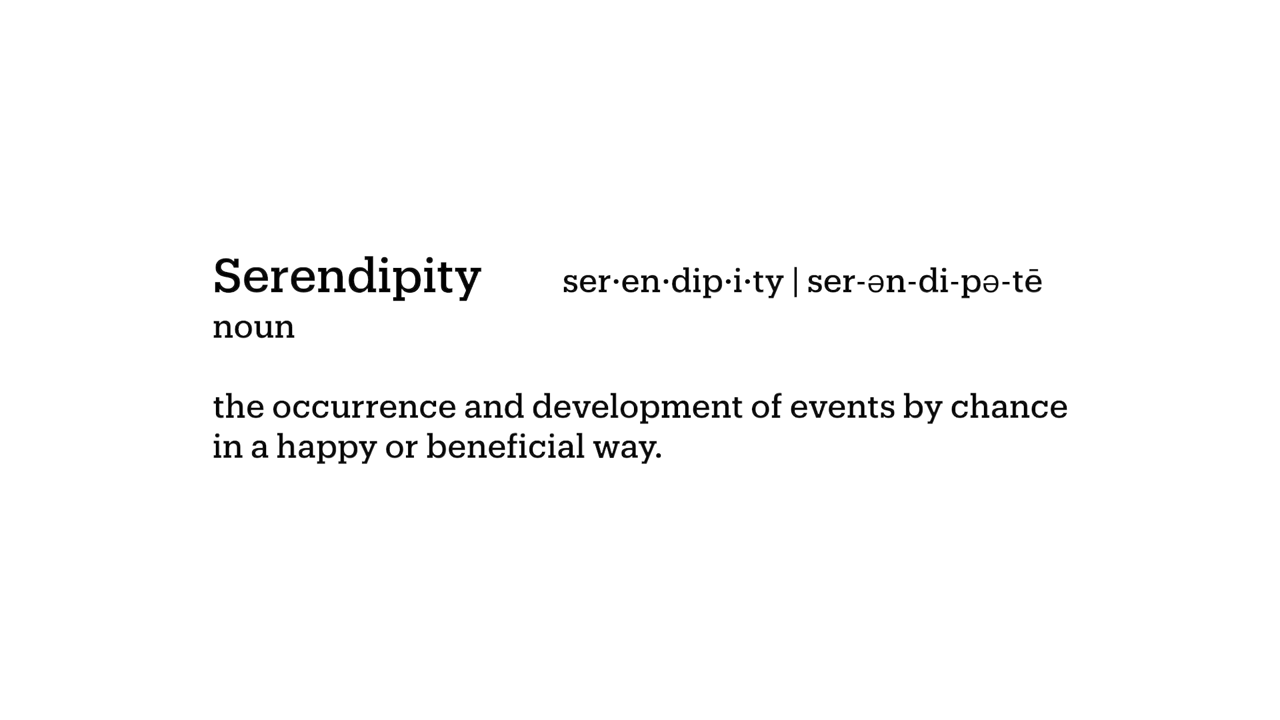 Serendipity ser·en·dip·i·ty | ser-ən-di-pə-tē
noun
the occurrence and development of events by chance
in a happy or beneficial way.